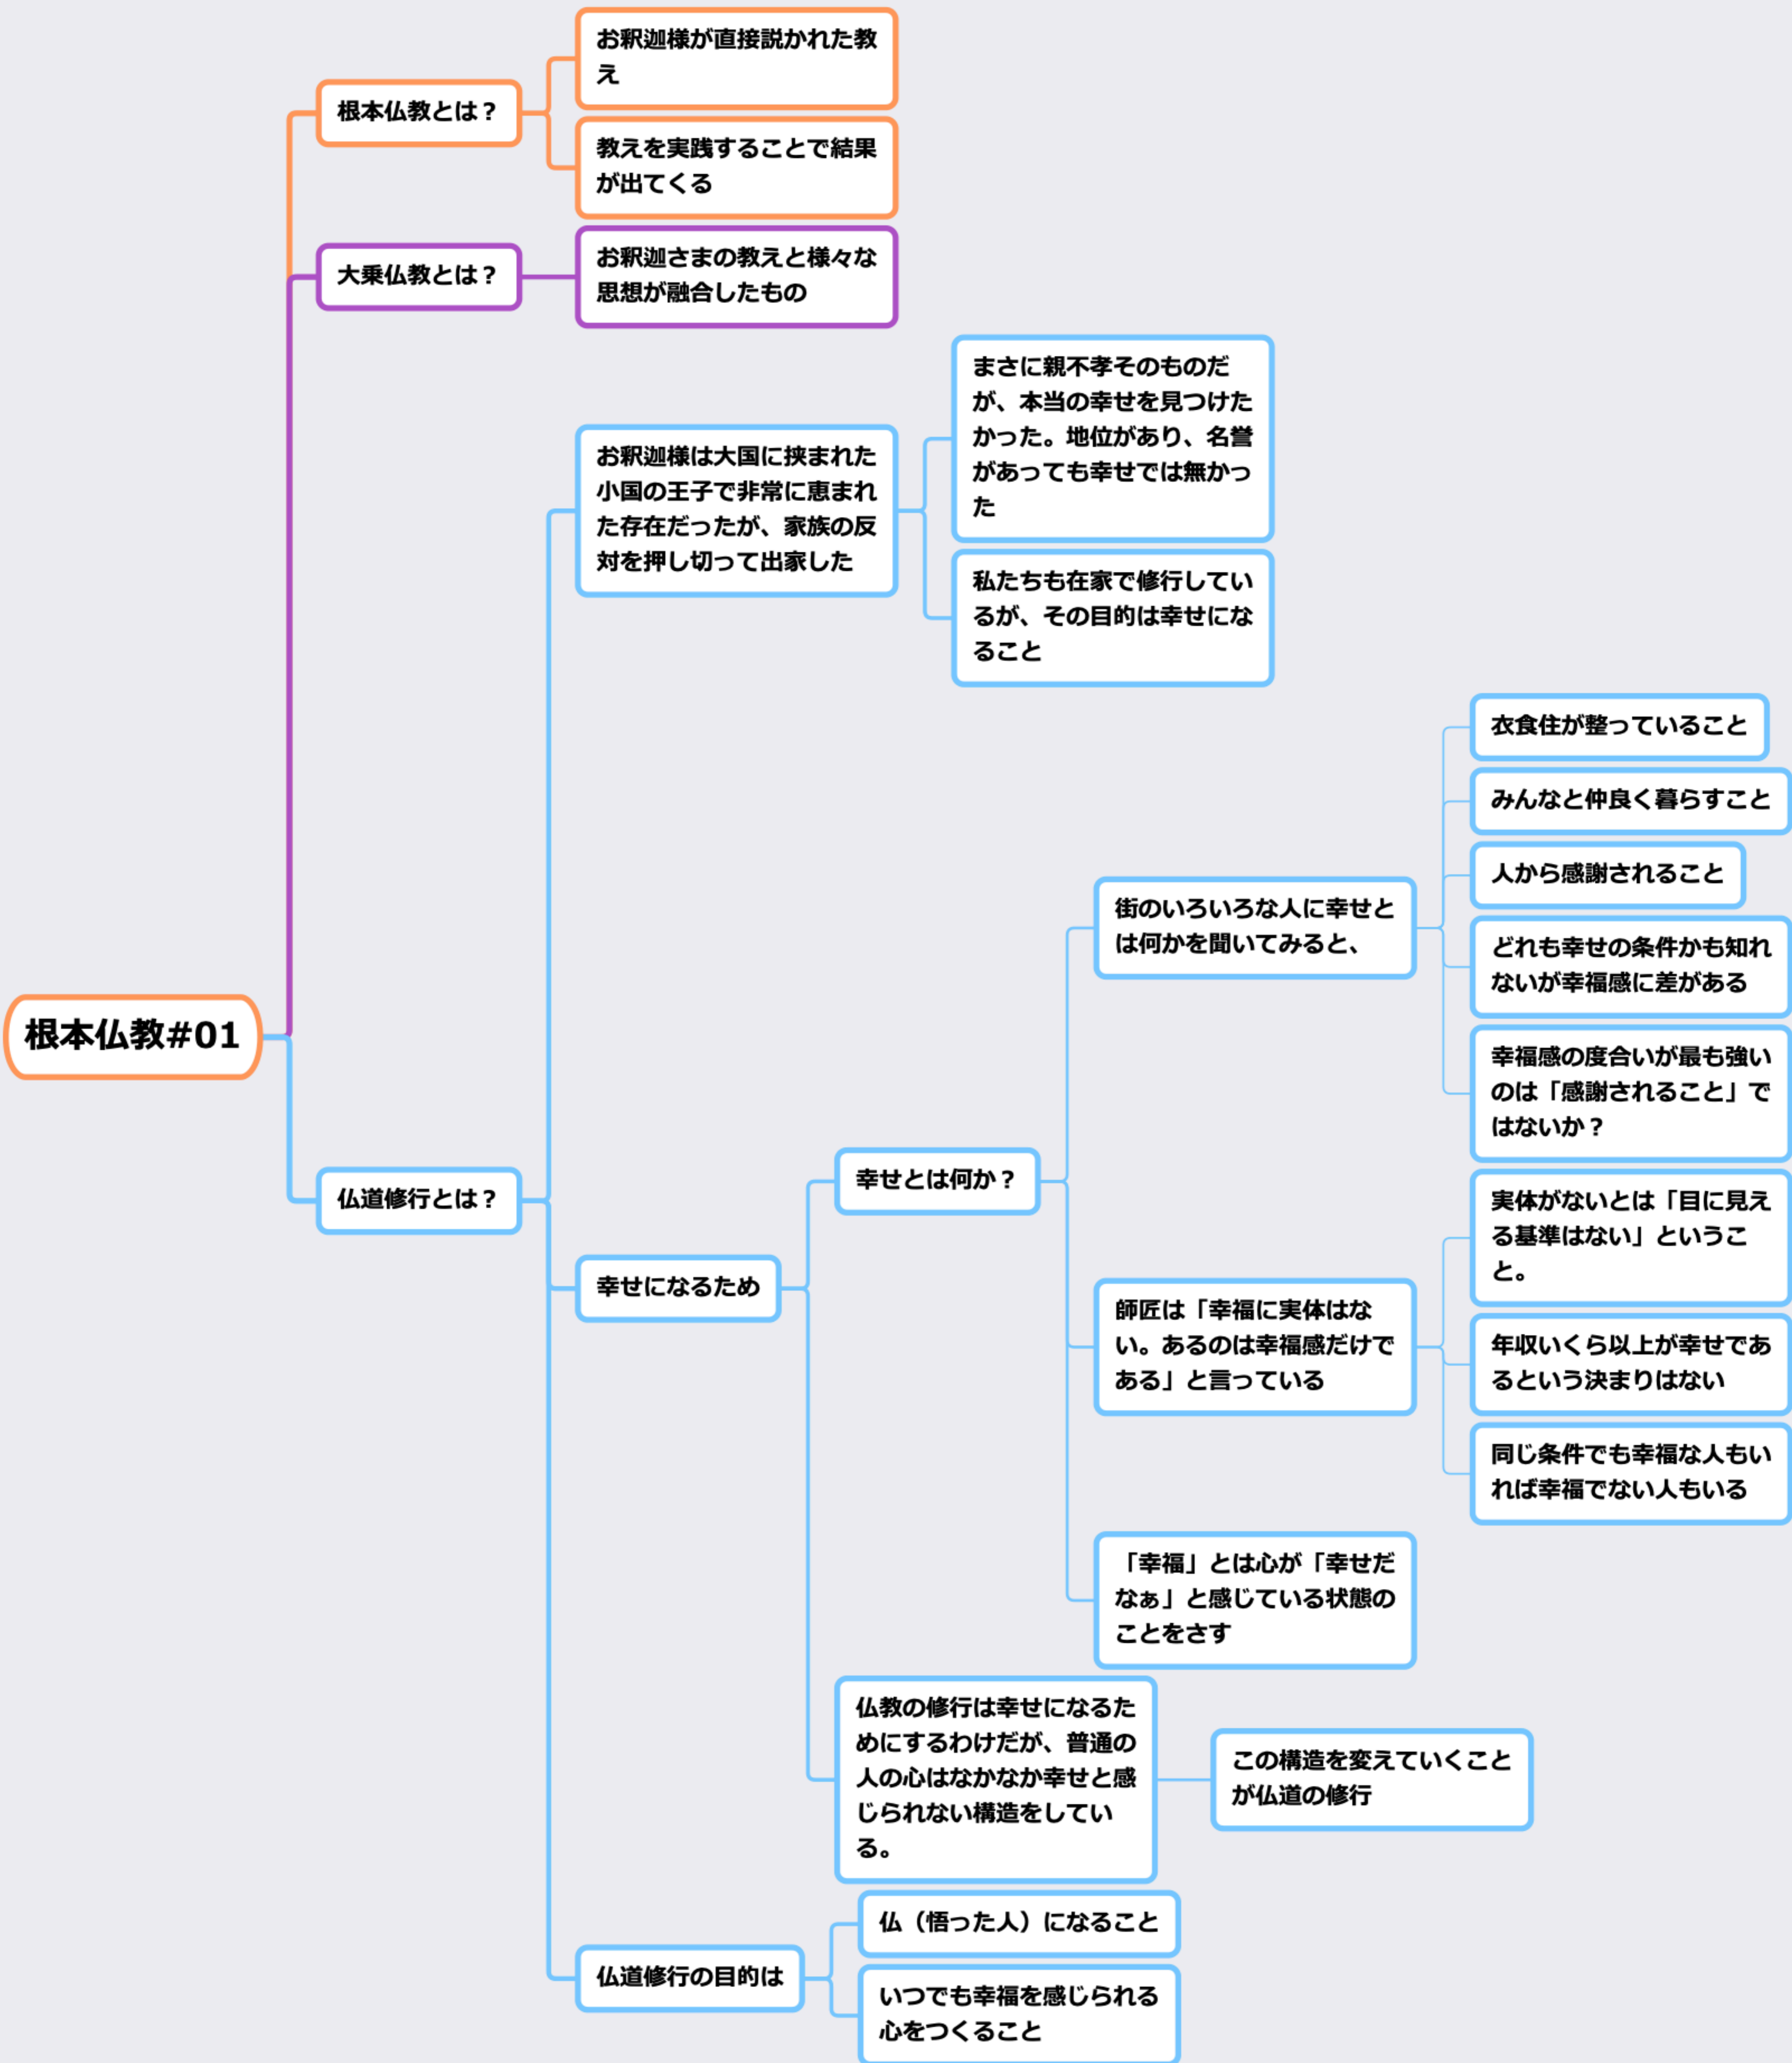 お釈迦様が直接説かれた教
え
根本仏教とは？
教えを実践することで結果
が出てくる
大乗仏教とは？
お釈迦さまの教えと様々な
思想が融合したもの
まさに親不孝そのものだ
が、本当の幸せを見つけた
かった。地位があり、名誉
があっても幸せでは無かっ
た
お釈迦様は大国に挟まれた
小国の王子で非常に恵まれ
た存在だったが、家族の反
対を押し切って出家した
私たちも在家で修行してい
るが、その目的は幸せにな
ること
衣食住が整っていること
みんなと仲良く暮らすこと
人から感謝されること
街のいろいろな人に幸せと
は何かを聞いてみると、
どれも幸せの条件かも知れ
ないが幸福感に差がある
根本仏教#01
幸福感の度合いが最も強い
のは「感謝されること」で
はないか？
幸せとは何か？
仏道修行とは？
実体がないとは「目に見え
る基準はない」というこ
と。
幸せになるため
師匠は「幸福に実体はな
い。あるのは幸福感だけで
ある」と言っている
年収いくら以上が幸せであ
るという決まりはない
同じ条件でも幸福な人もい
れば幸福でない人もいる
「幸福」とは心が「幸せだ
なぁ」と感じている状態の
ことをさす
仏教の修行は幸せになるた
めにするわけだが、普通の
人の心はなかなか幸せと感
じられない構造をしてい
る。
この構造を変えていくこと
が仏道の修行
仏（悟った人）になること
仏道修行の目的は
いつでも幸福を感じられる
心をつくること